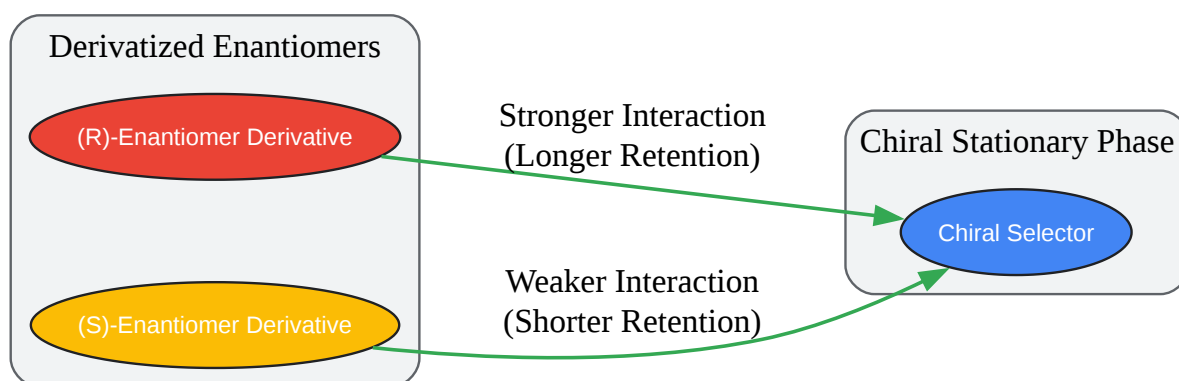 Derivatized Enantiomers
(R)-Enantiomer Derivative
(S)-Enantiomer Derivative
Stronger Interaction
(Longer Retention)
Weaker Interaction
(Shorter Retention)
Chiral Stationary Phase
Chiral Selector